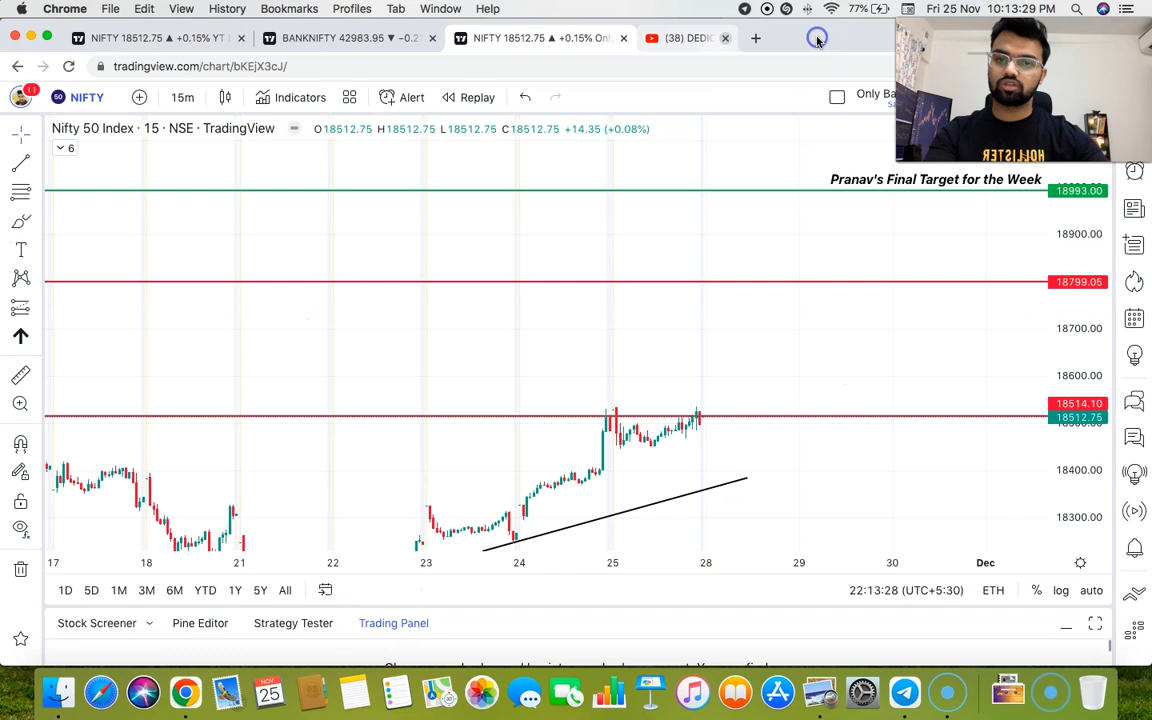 Chrome File Edit View History Bookmarks Profiles Tab Window Help 77% Fri 25 Nov 10:13:29 PM
NIFTY 18512.75 ▲ +0.15% YT
BANKNIFTY 42983.95 ▼ −0.2
NIFTY 18512.75 ▲ +0.15% Onl
(38) DEDIC
tradingview.com/chart/bKEjX3cJ/
11
50 NIFTY 15m Indicators Alert Replay Only Ba
Nifty 50 Index · 15 · NSE · TradingView O18512.75 H18512.75 L18512.75 C18512.75 +14.35 (+0.08%)
6
HOLLISTER
Pranav's Final Target for the Week
18993.00
18900.00
18799.05
18700.00
18600.00
18514.10
18512.75
18400.00
18300.00
17 18 21 22 23 24 25 28 29 30 Dec
1D 5D 1M 3M 6M YTD 1Y 5Y All 22:13:28 (UTC+5:30) ETH % log auto
Stock Screener Pine Editor Strategy Tester Trading Panel
NOV
25